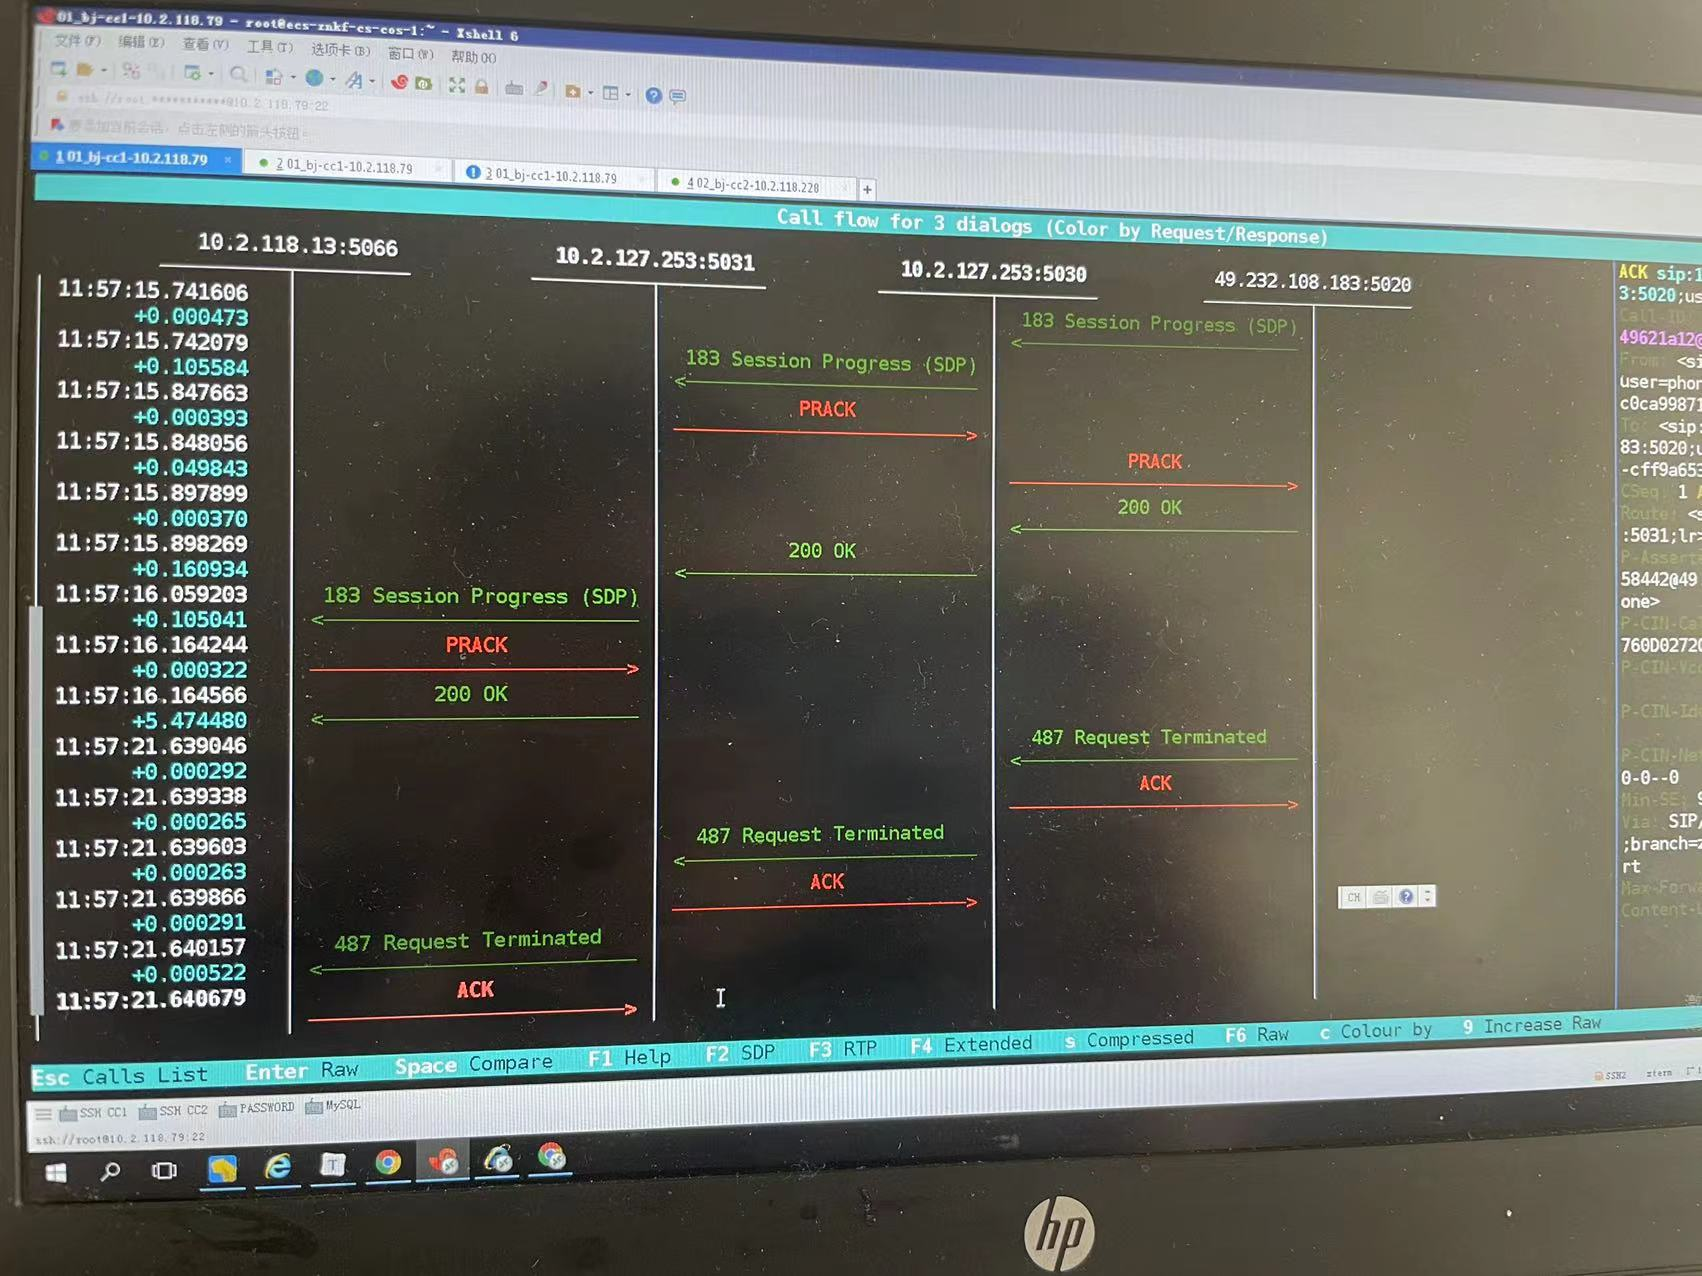 01_bj-cc1-10.2.118.79 - root@ecs-znkf-cs-cos-1:~ - Xshell 6
文件(F) 编辑(E) 查看(V) 工具(T) 选项卡(B) 窗口(W) 帮助(H)
ssh://root:***********@10.2.118.79:22
要添加当前会话，点击左侧的箭头按钮。
1 01_bj-cc1-10.2.118.79 × 2 01_bj-cc1-10.2.118.79 3 01_bj-cc1-10.2.118.79 4 02_bj-cc2-10.2.118.228 +
Call flow for 3 dialogs (Color by Request/Response)
10.2.118.13:5066 10.2.127.253:5031 10.2.127.253:5030 49.232.108.183:5020
11:57:15.741606 183 Session Progress (SDP)
+0.000473
11:57:15.742079 183 Session Progress (SDP)
+0.105584
11:57:15.847663 PRACK
+0.000393
11:57:15.848056 PRACK
+0.049843
11:57:15.897899 200 OK
+0.000370
11:57:15.898269 200 OK
+0.160934
11:57:16.059203 183 Session Progress (SDP)
+0.105041
11:57:16.164244 PRACK
+0.000322
11:57:16.164566 200 OK
+5.474480
11:57:21.639046 487 Request Terminated
+0.000292
11:57:21.639338 ACK
+0.000265
11:57:21.639603 487 Request Terminated
+0.000263
11:57:21.639866 ACK
+0.000291
11:57:21.640157 487 Request Terminated
+0.000522
11:57:21.640679 ACK
ACK sip:1
3:5020;us
Call-ID:
49621a12@
From: <si
user=phon
c0ca99871
To: <sip:
83:5020;u
-cff9a653
CSeq: 1 A
Route: <s
:5031;lr>
P-Assert
58442@49
one>
P-CIN-Ca
760D02720
P-CIN-Vc
P-CIN-Id
P-CIN-Ne
0-0--0
Min-SE: 9
Via: SIP/
;branch=z
rt
Max-Forw
Content-L
CH
Esc Calls List Enter Raw Space Compare F1 Help F2 SDP F3 RTP F4 Extended s Compressed F6 Raw c Colour by 9 Increase Raw
SSH CC1 SSH CC2 PASSWORD MySQL
ssh://root@10.2.118.79:22 SSH2 xterm
hp